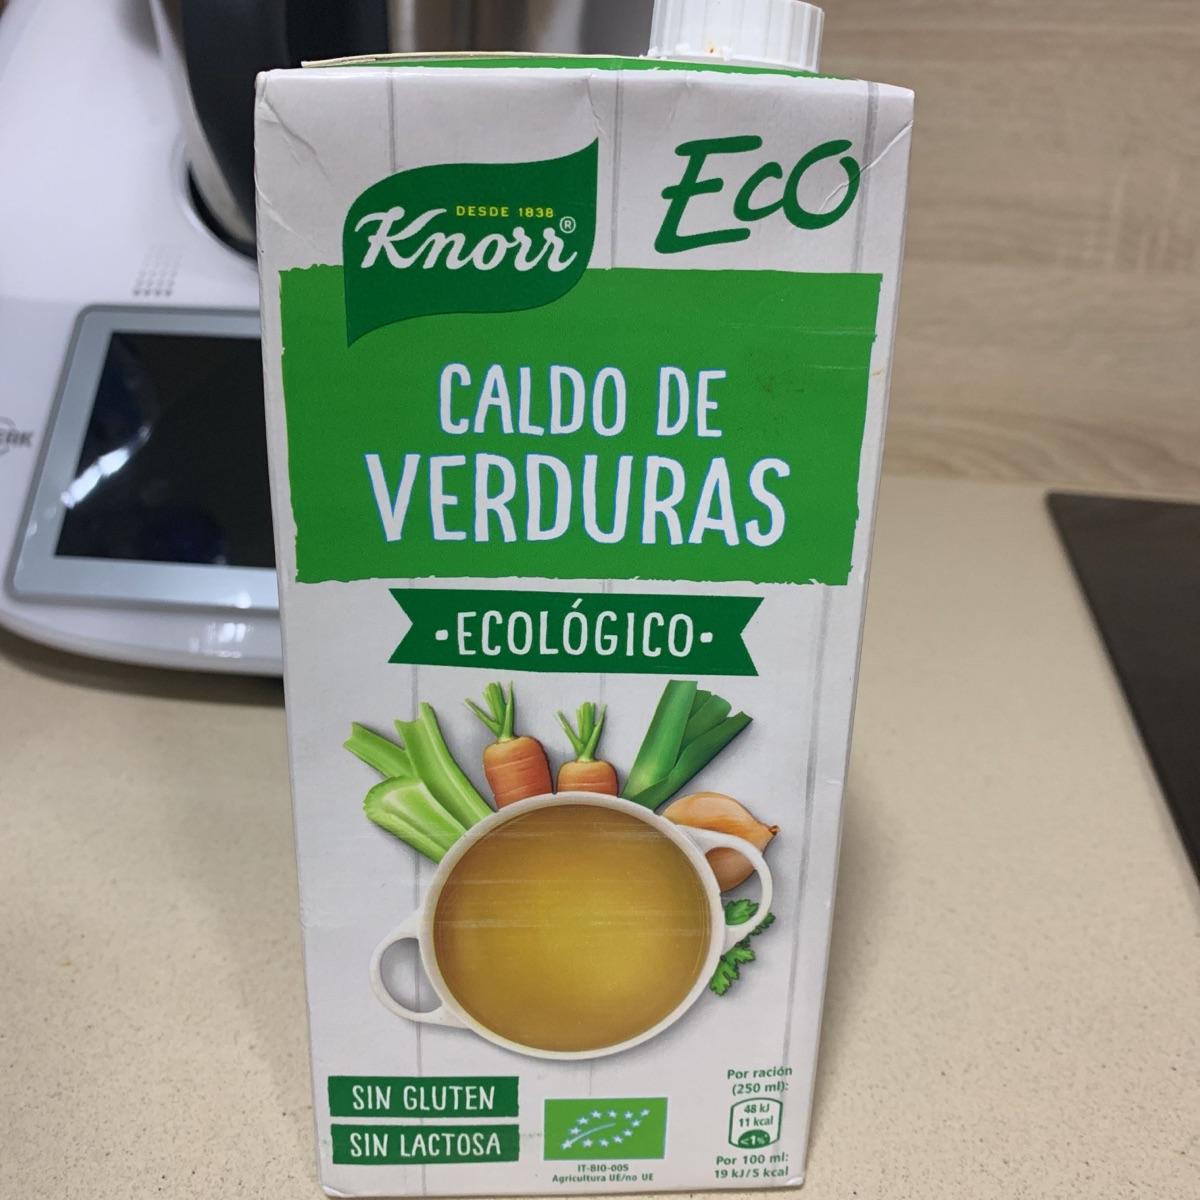 DESDE 1838
Knorr®
Eco
CALDO DE
VERDURAS
·ECOLÓGICO·
SIN GLUTEN
SIN LACTOSA
IT-BIO-005
Agricultura UE/no UE
Por ración
(250 ml):
48 kJ
11 kcal
<1%
Por 100 ml:
19 kJ/5 kcal